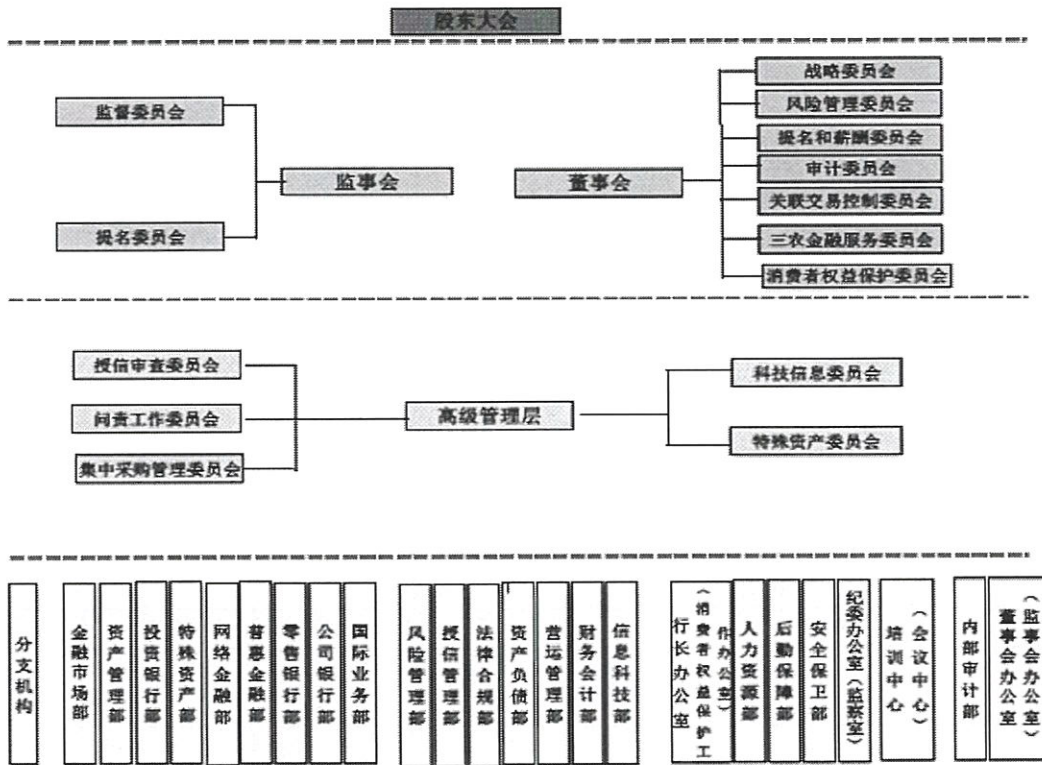 股东大会
监督委员会
提名委员会
监事会
董事会
战略委员会
风险管理委员会
提名和薪酬委员会
审计委员会
关联交易控制委员会
三农金融服务委员会
消费者权益保护委员会
授信审查委员会
问责工作委员会
集中采购管理委员会
高级管理层
科技信息委员会
特殊资产委员会
分支机构
金融市场部
资产管理部
投资银行部
特殊资产部
网络金融部
普惠金融部
零售银行部
公司银行部
国际业务部
风险管理部
授信管理部
法律合规部
资产负债部
营运管理部
财务会计部
信息科技部
行长办公室
（消费者权益保护工
作办公室）
人力资源部
后勤保障部
安全保卫部
纪委办公室（监察室）
培训中心
（会议中心）
内部审计部
董事会办公室
（监事会办公室）